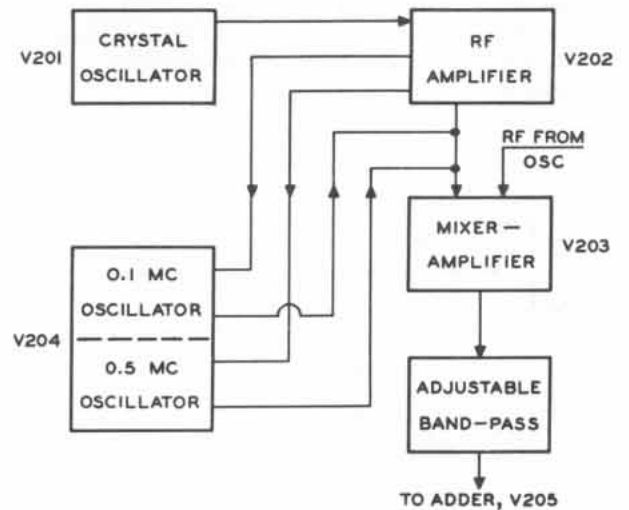 V201
CRYSTAL
OSCILLATOR
RF
AMPLIFIER
V202
RF FROM
OSC
MIXER—
AMPLIFIER
V203
V204
0.1 MC
OSCILLATOR
0.5 MC
OSCILLATOR
ADJUSTABLE
BAND-PASS
TO ADDER, V205